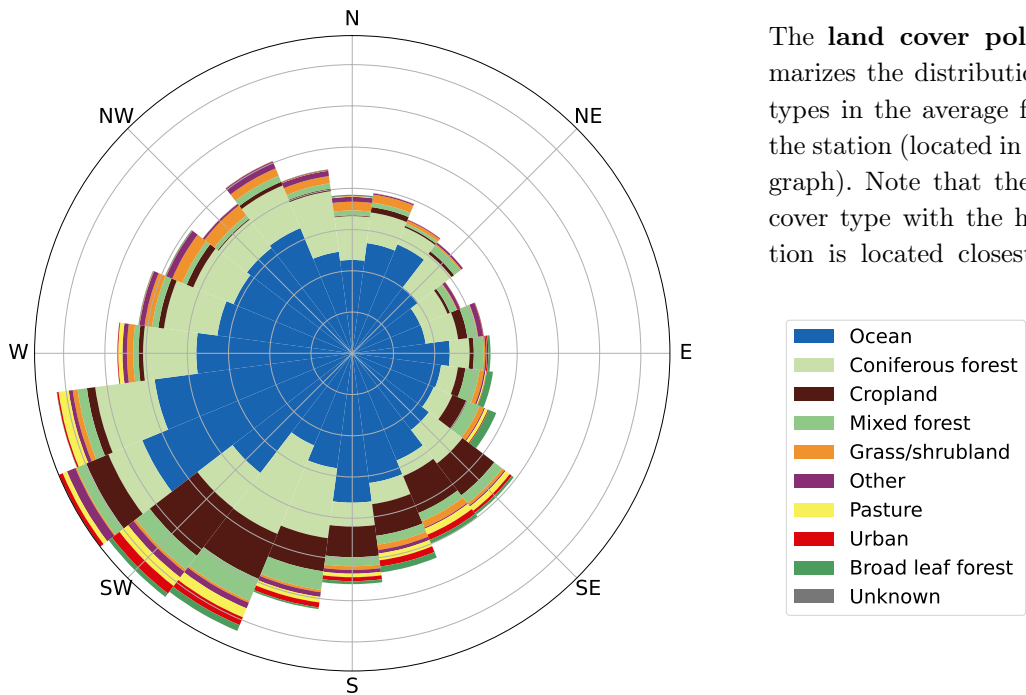 N
NW
NE
W
E
SW
SE
S
The land cover pol
marizes the distributi
types in the average f
the station (located in
graph). Note that the
cover type with the h
tion is located closest
Ocean
Coniferous forest
Cropland
Mixed forest
Grass/shrubland
Other
Pasture
Urban
Broad leaf forest
Unknown